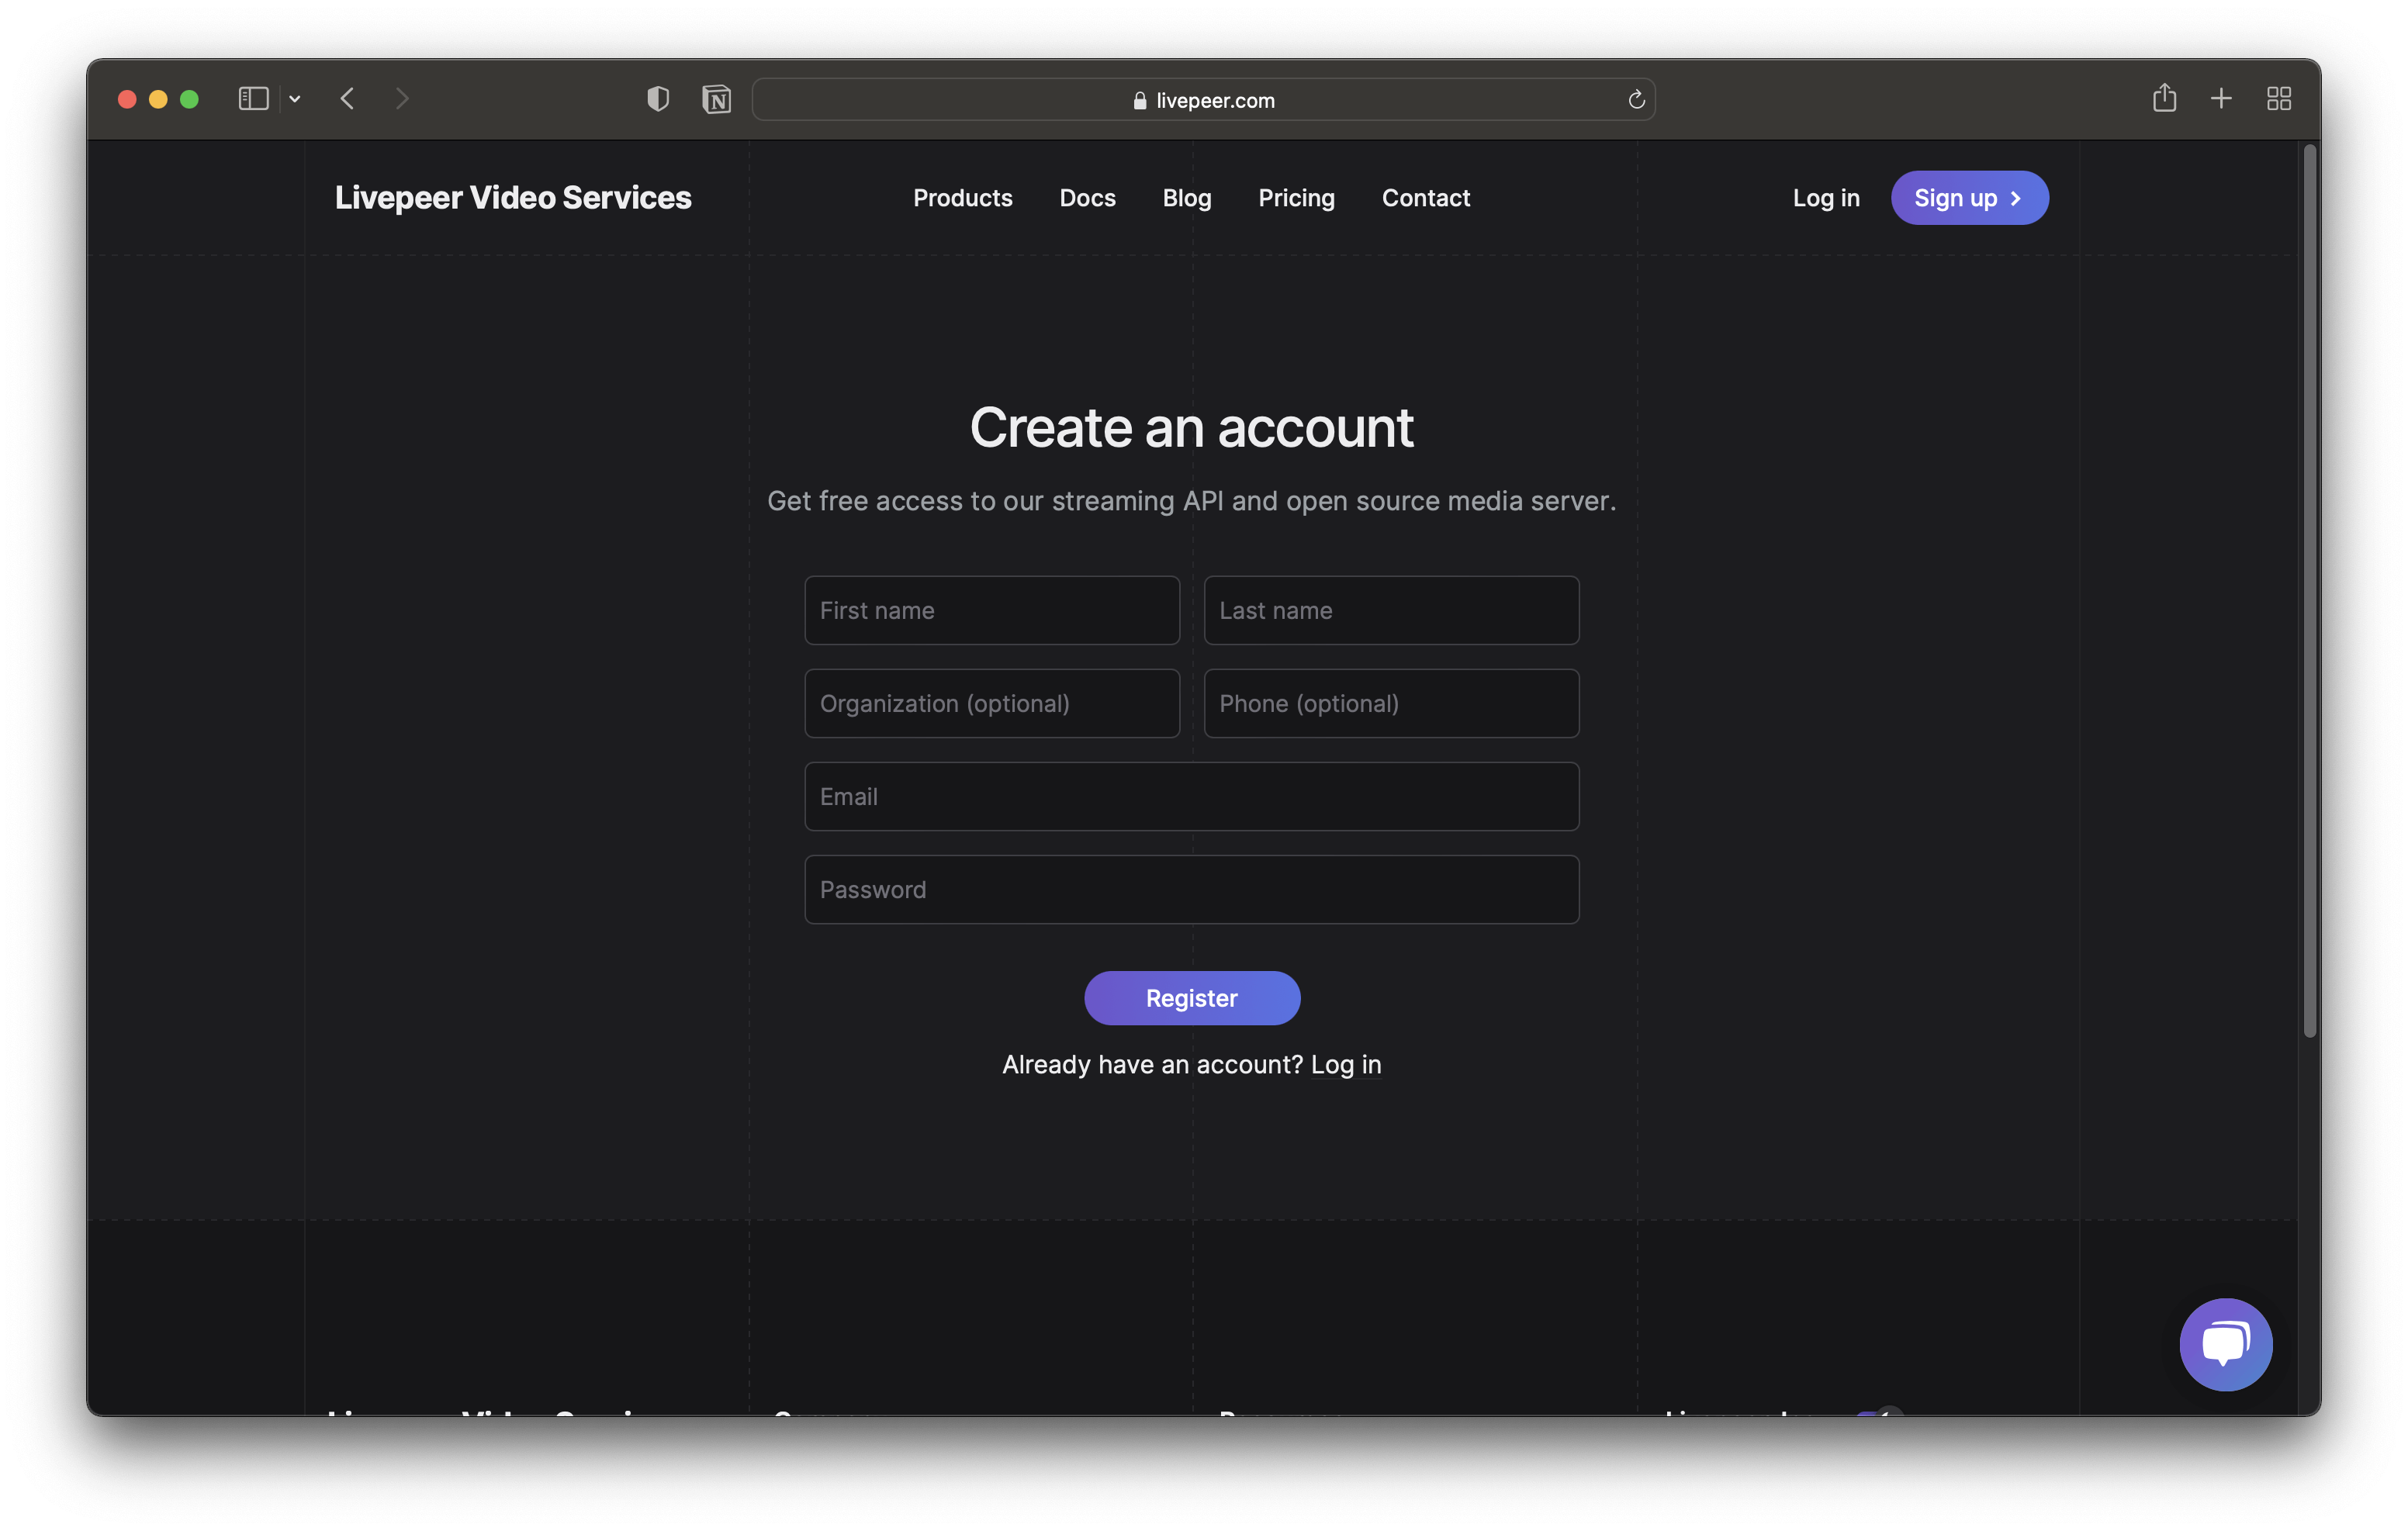 livepeer.com
Livepeer Video Services
Products Docs Blog Pricing Contact
Log in Sign up
Create an account
Get free access to our streaming API and open source media server.
First name Last name
Organization (optional) Phone (optional)
Email
Password
Register
Already have an account? Log in